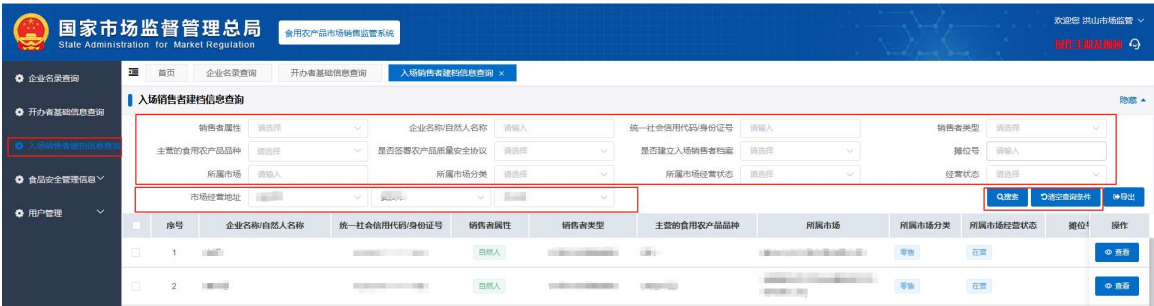 国家市场监督管理总局
State Administration for Market Regulation
食用农产品市场销售监管系统
欢迎您 洪山市场监管
操作手册及视频
企业名录查询
开办者基础信息查询
入场销售者建档信息查询
食品安全管理信息
用户管理
首页 企业名录查询 开办者基础信息查询 入场销售者建档信息查询 ×
入场销售者建档信息查询 隐藏
销售者属性 请选择 企业名称/自然人名称 请输入 统一社会信用代码/身份证号 请输入 销售者类型 请选择
主营的食用农产品品种 请选择 是否签署农产品质量安全协议 请选择 是否建立入场销售者档案 请选择 摊位号 请输入
所属市场 请输入 所属市场分类 请选择 所属市场经营状态 请选择 经营状态 请选择
市场经营地址 搜索 清空查询条件 导出
序号 企业名称/自然人名称 统一社会信用代码/身份证号 销售者属性 销售者类型 主营的食用农产品品种 所属市场 所属市场分类 所属市场经营状态 摊位号 操作
1 自然人 零售 在营 查看
2 自然人 零售 在营 查看